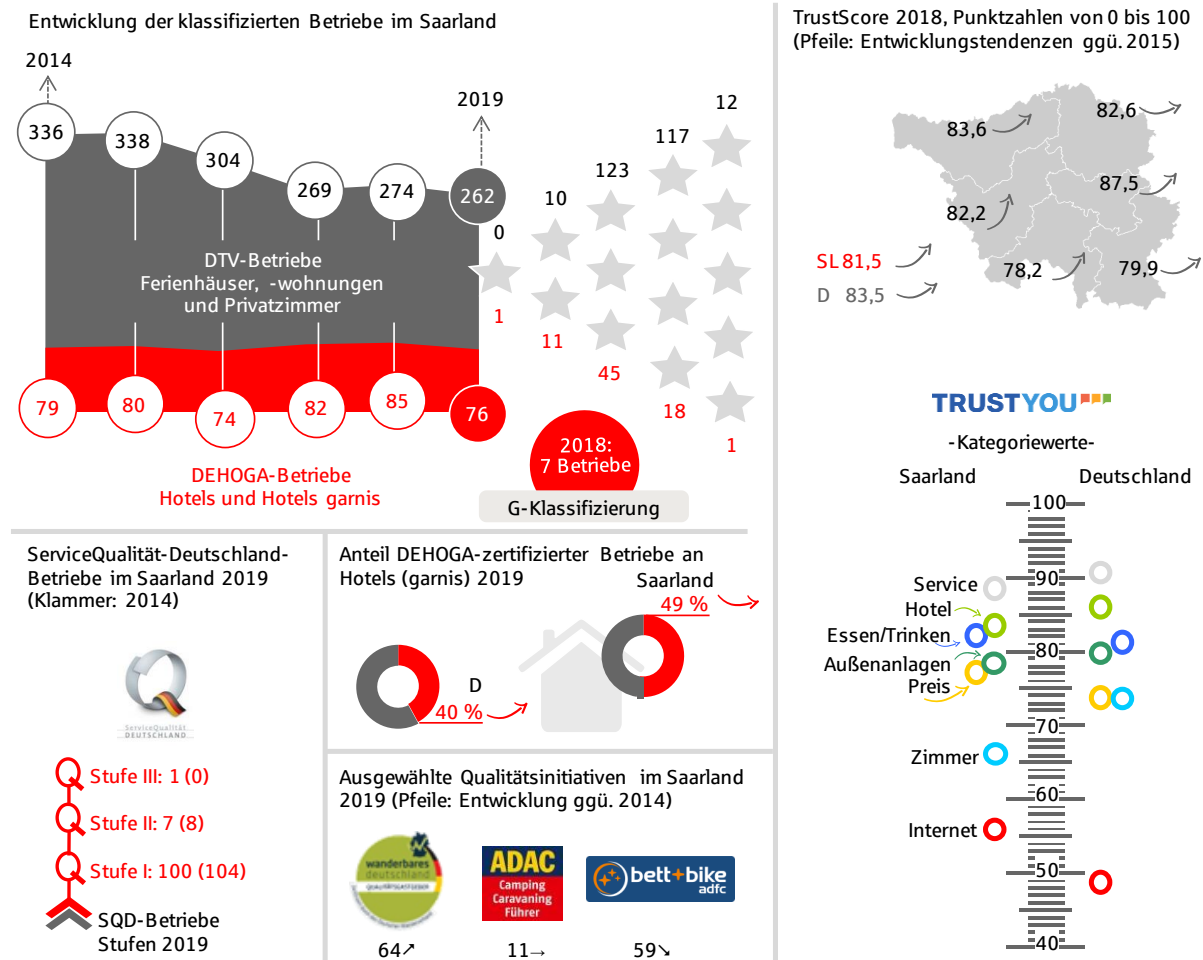 Entwicklung der klassifizierten Betriebe im Saarland
2014
2019
336
338
304
269
274
262
DTV-Betriebe
Ferienhäuser, -wohnungen
und Privatzimmer
79
80
74
82
85
76
DEHOGA-Betriebe
Hotels und Hotels garnis
0
10
123
117
12
1
11
45
18
1
2018:
7 Betriebe
G-Klassifizierung
TrustScore 2018, Punktzahlen von 0 bis 100
(Pfeile: Entwicklungstendenzen ggü. 2015)
83,6
82,6
87,5
82,2
78,2
79,9
SL 81,5
D 83,5
TRUSTYOU
-Kategoriewerte-
Saarland
Deutschland
100
90
80
70
60
50
40
Service
Hotel
Essen/Trinken
Außenanlagen
Preis
Zimmer
Internet
ServiceQualität-Deutschland-
Betriebe im Saarland 2019
(Klammer: 2014)
ServiceQualität
DEUTSCHLAND
Stufe III: 1 (0)
Stufe II: 7 (8)
Stufe I: 100 (104)
SQD-Betriebe
Stufen 2019
Anteil DEHOGA-zertifizierter Betriebe an
Hotels (garnis) 2019
Saarland
49 %
D
40 %
Ausgewählte Qualitätsinitiativen im Saarland
2019 (Pfeile: Entwicklung ggü. 2014)
wanderbares
deutschland
QUALITÄTSGASTGEBER
ADAC
Camping
Caravaning
Führer
bett+bike
adfc
64↗
11→
59↘